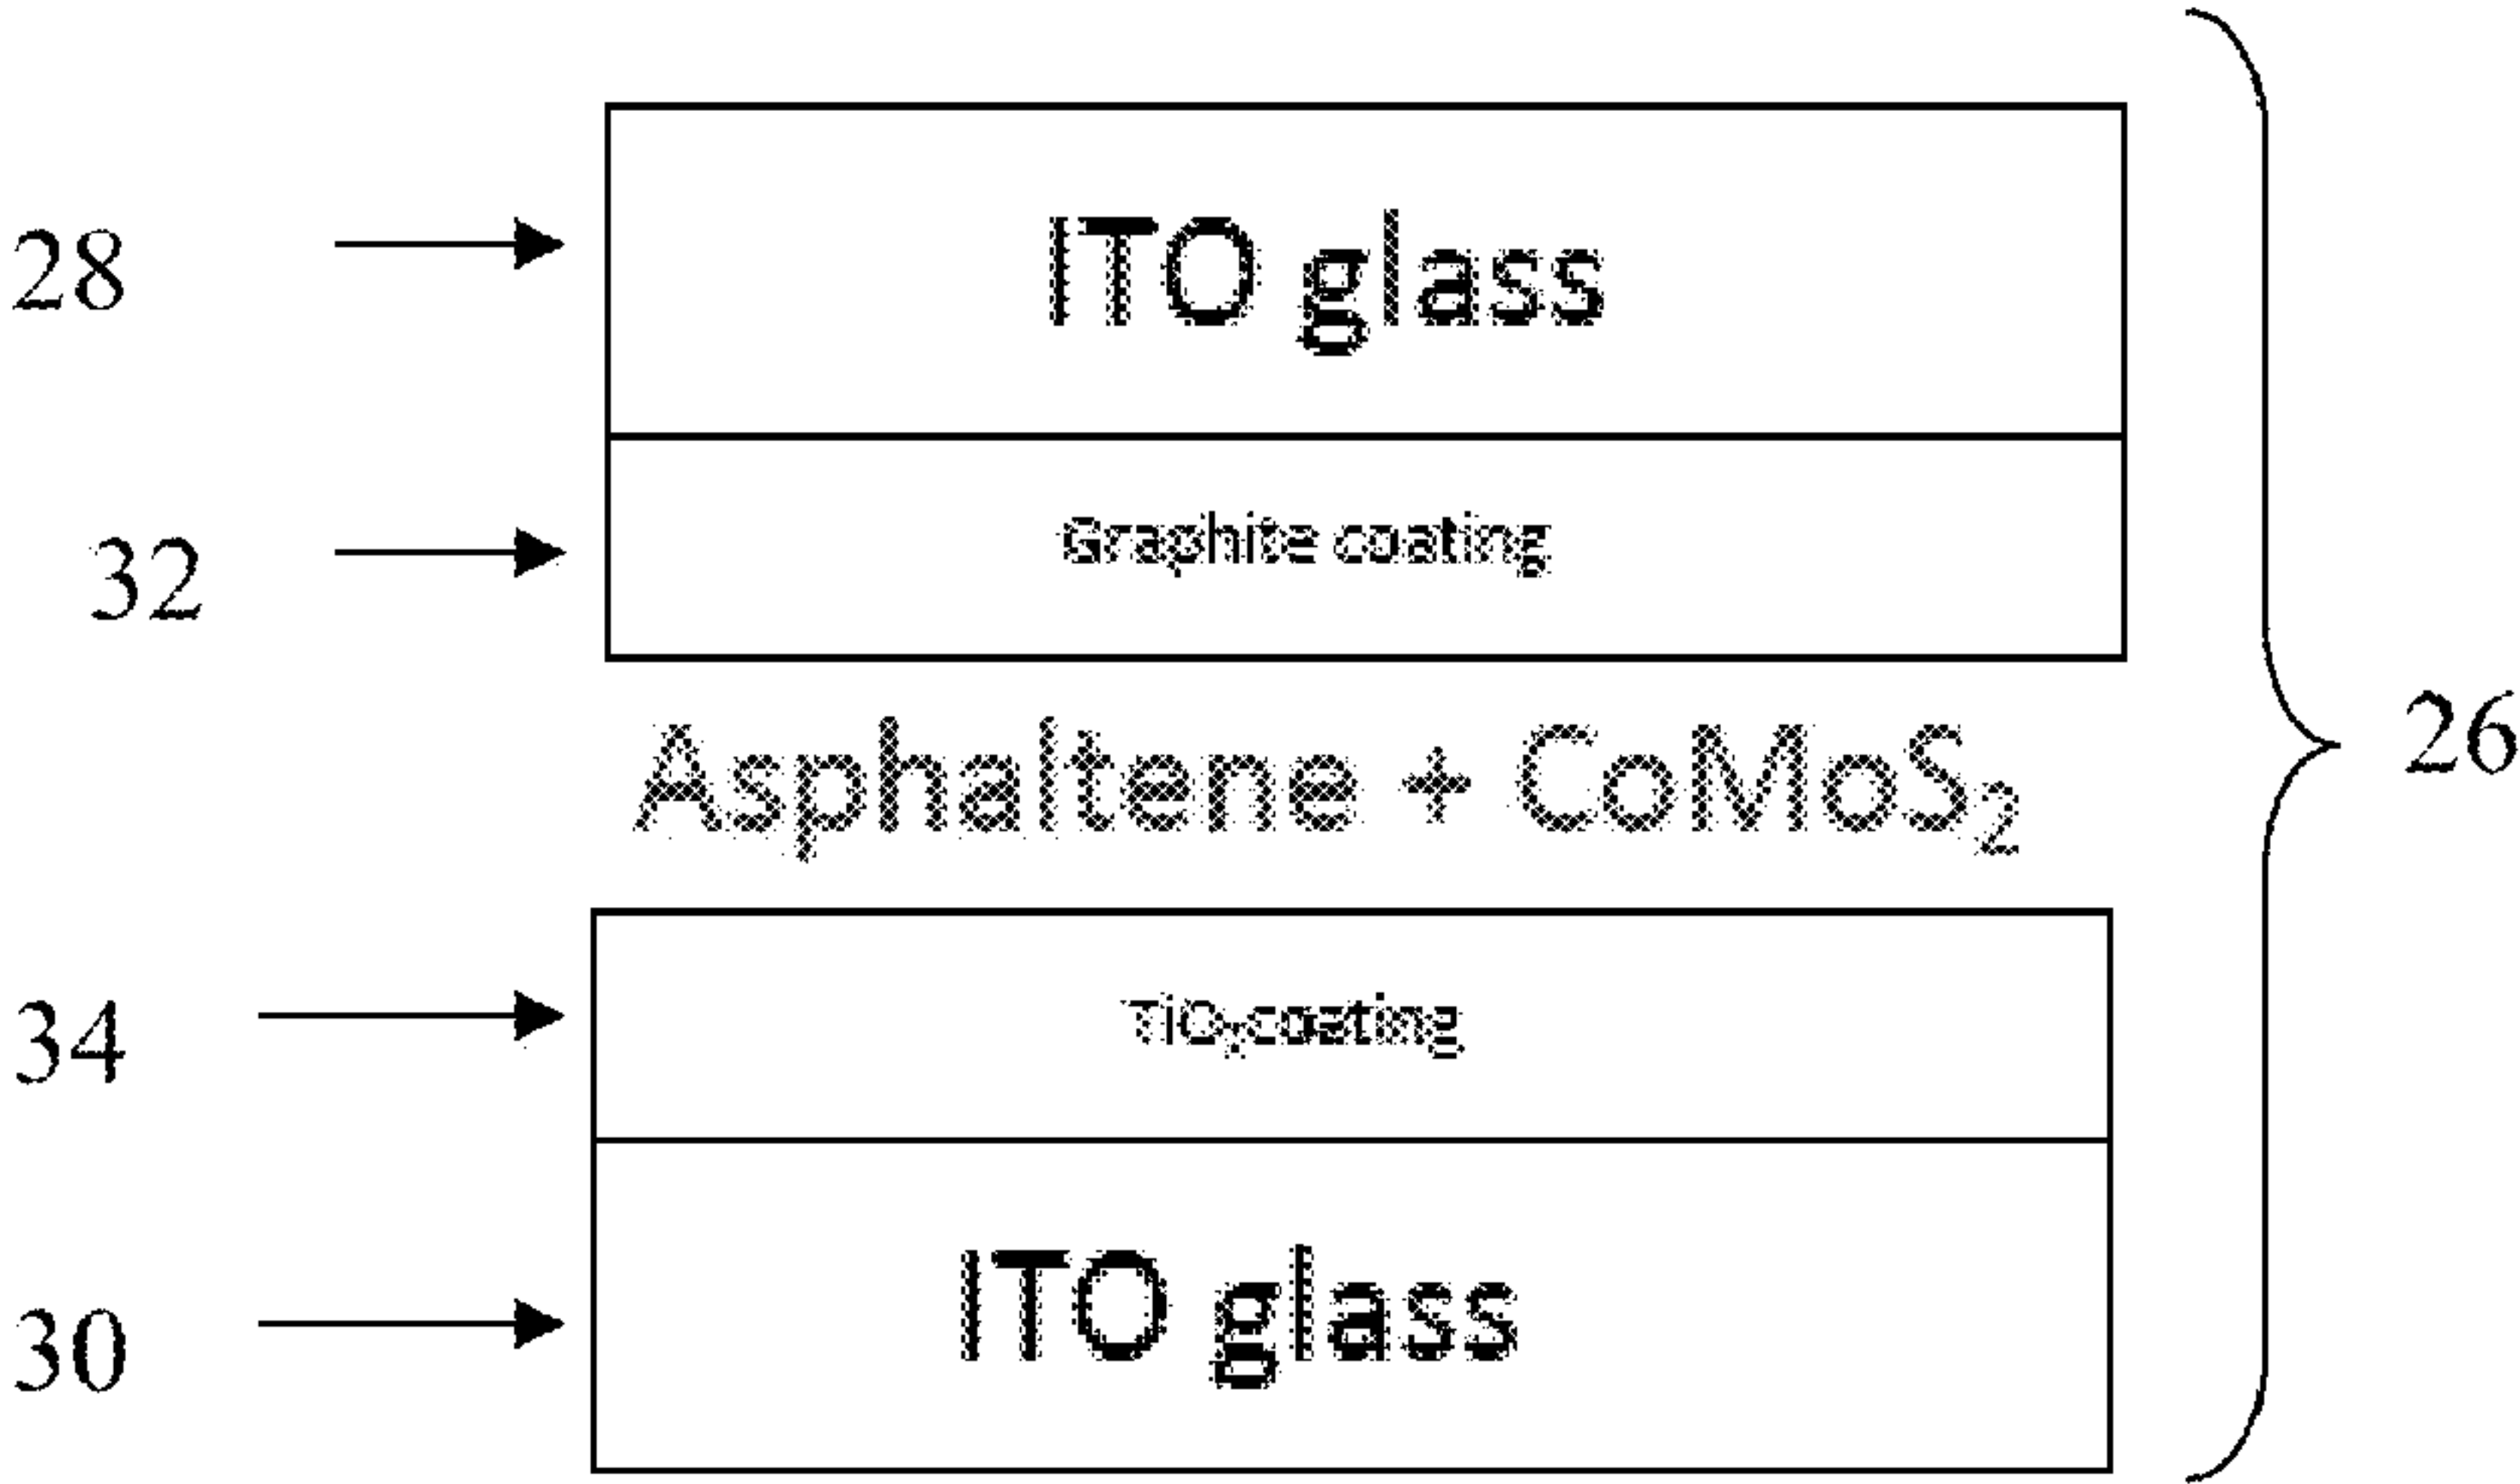 28
ITO glass
32
Graphite coating
Asphaltene + CoMoS₂
26
34
TiO₂ coating
30
ITO glass